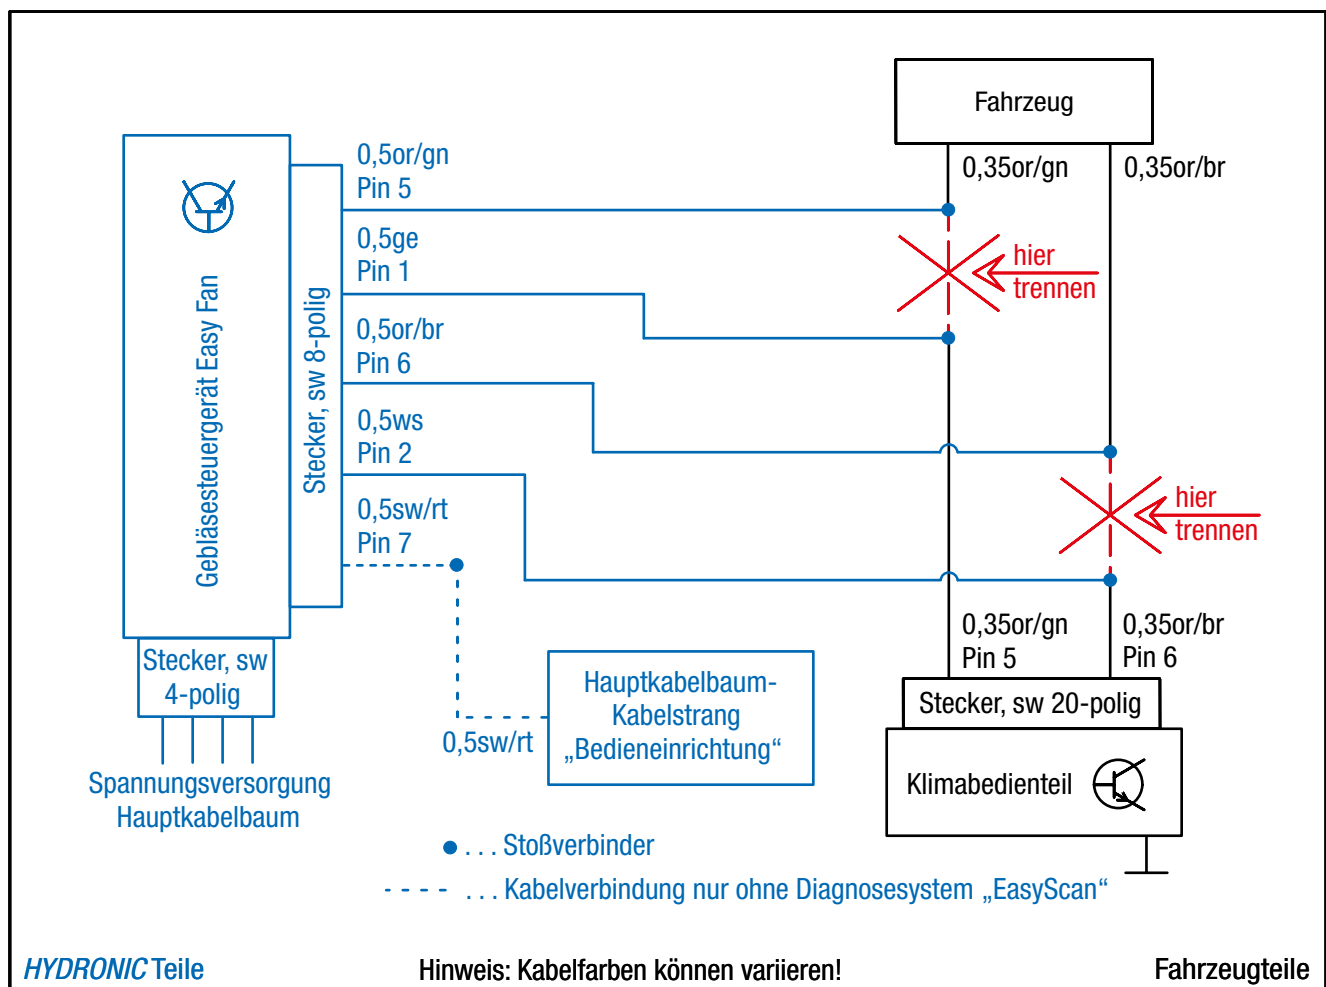 Fahrzeug
0,35or/gn
0,35or/br
0,5or/gn
Pin 5
0,5ge
Pin 1
0,5or/br
Pin 6
0,5ws
Pin 2
0,5sw/rt
Pin 7
Gebläsesteuergerät Easy Fan
Stecker, sw 8-polig
hier
trennen
hier
trennen
Stecker, sw
4-polig
Spannungsversorgung
Hauptkabelbaum
0,5sw/rt
Hauptkabelbaum-
Kabelstrang
„Bedieneinrichtung“
0,35or/gn
Pin 5
0,35or/br
Pin 6
Stecker, sw 20-polig
Klimabedienteil
. . . Stoßverbinder
- - - - . . . Kabelverbindung nur ohne Diagnosesystem „EasyScan“
HYDRONIC Teile
Hinweis: Kabelfarben können variieren!
Fahrzeugteile